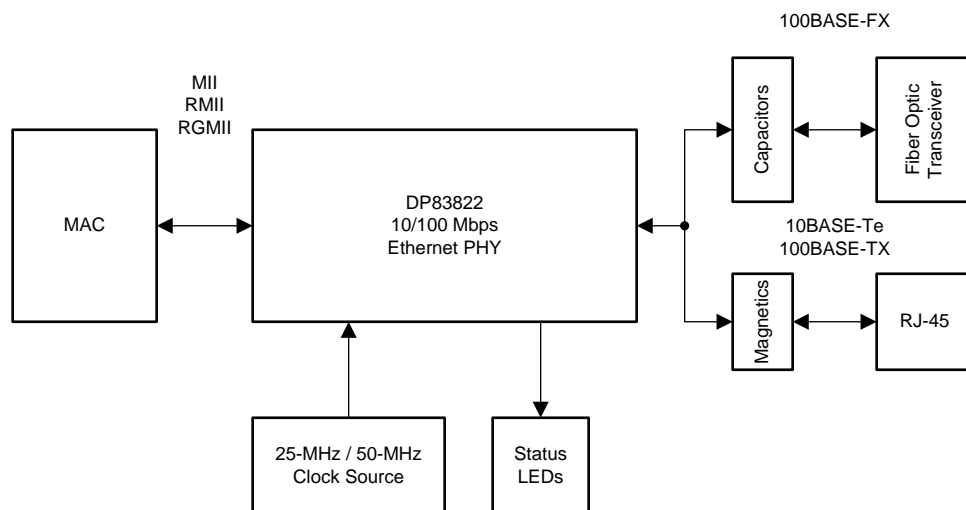 100BASE-FX
MII
RMII
RGMII
Capacitors
Fiber Optic
Transceiver
MAC
DP83822
10/100 Mbps
Ethernet PHY
10BASE-Te
100BASE-TX
Magnetics
RJ-45
25-MHz / 50-MHz
Clock Source
Status
LEDs